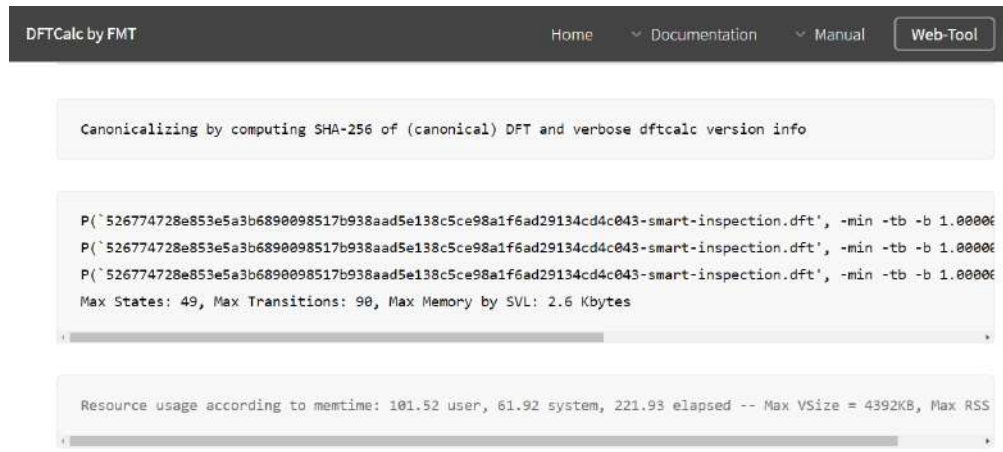 DFTCalc by FMT Home Documentation Manual Web-Tool
Canonicalizing by computing SHA-256 of (canonical) DFT and verbose dftcalc version info
P(`526774728e853e5a3b6890098517b938aad5e138c5ce98a1f6ad29134cd4c043-smart-inspection.dft', -min -tb -b 1.00000
P(`526774728e853e5a3b6890098517b938aad5e138c5ce98a1f6ad29134cd4c043-smart-inspection.dft', -min -tb -b 1.00000
P(`526774728e853e5a3b6890098517b938aad5e138c5ce98a1f6ad29134cd4c043-smart-inspection.dft', -min -tb -b 1.00000
Max States: 49, Max Transitions: 90, Max Memory by SVL: 2.6 Kbytes
Resource usage according to memtime: 101.52 user, 61.92 system, 221.93 elapsed -- Max VSize = 4392KB, Max RSS